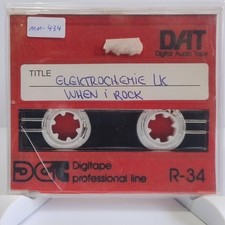 mm-434
DAT
Digital Audio Tape
TITLE
ELEKTROCHEMIE LK
WHEN i ROCK
DGT
Digitape
professional line
R-34